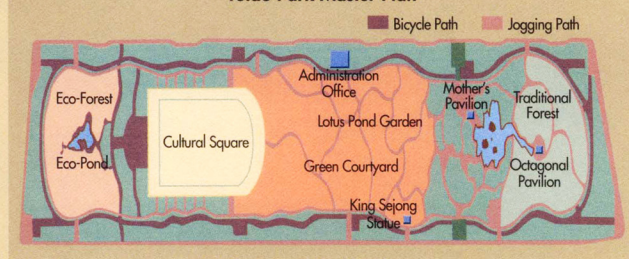 Bicycle Path
Jogging Path
Administration
Office
Mother's
Pavilion
Traditional
Forest
Eco-Forest
Lotus Pond Garden
Cultural Square
Eco-Pond
Green Courtyard
Octagonal
Pavilion
King Sejong
Statue